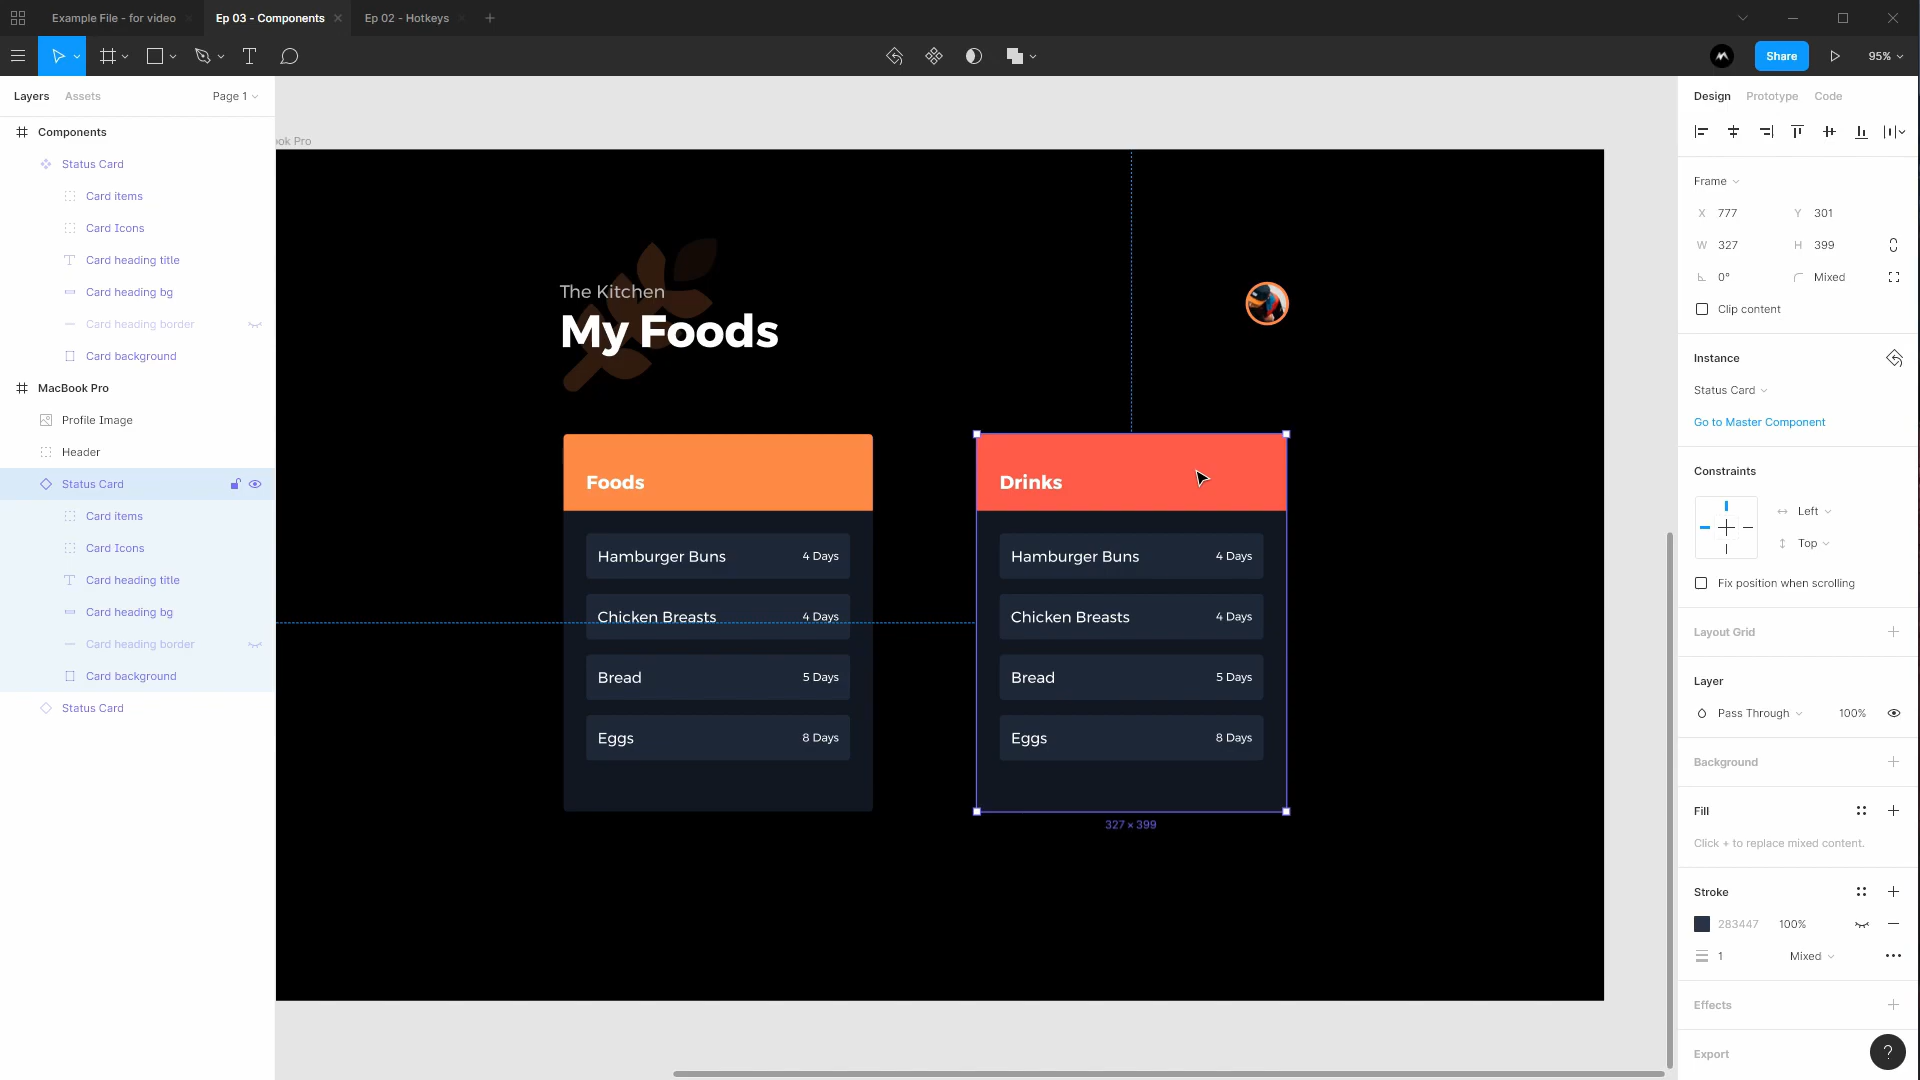 Example File - for video
Ep 03 - Components
Ep 02 - Hotkeys
Share
95%
Layers
Assets
Page 1
Components
Status Card
Card items
Card Icons
Card heading title
Card heading bg
Card heading border
Card background
MacBook Pro
Profile Image
Header
Status Card
Card items
Card Icons
Card heading title
Card heading bg
Card heading border
Card background
Status Card
ook Pro
The Kitchen
My Foods
Foods
Hamburger Buns 4 Days
Chicken Breasts 4 Days
Bread 5 Days
Eggs 8 Days
Drinks
Hamburger Buns 4 Days
Chicken Breasts 4 Days
Bread 5 Days
Eggs 8 Days
327 × 399
Design
Prototype
Code
Frame
X 777 Y 301
W 327 H 399
0° Mixed
Clip content
Instance
Status Card
Go to Master Component
Constraints
Left
Top
Fix position when scrolling
Layout Grid
Layer
Pass Through 100%
Background
Fill
Click + to replace mixed content.
Stroke
283447 100%
1 Mixed
Effects
Export
?